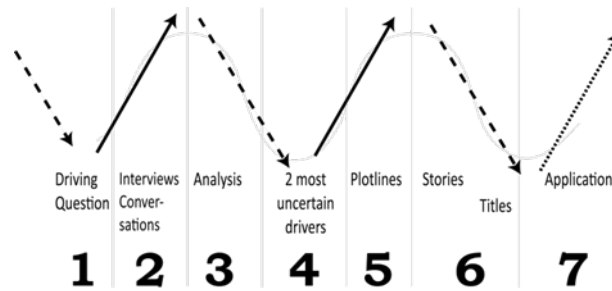 Driving
Question
Interviews
Conver-
sations
Analysis
2 most
uncertain
drivers
Plotlines
Stories
Titles
Application
1 2 3 4 5 6 7